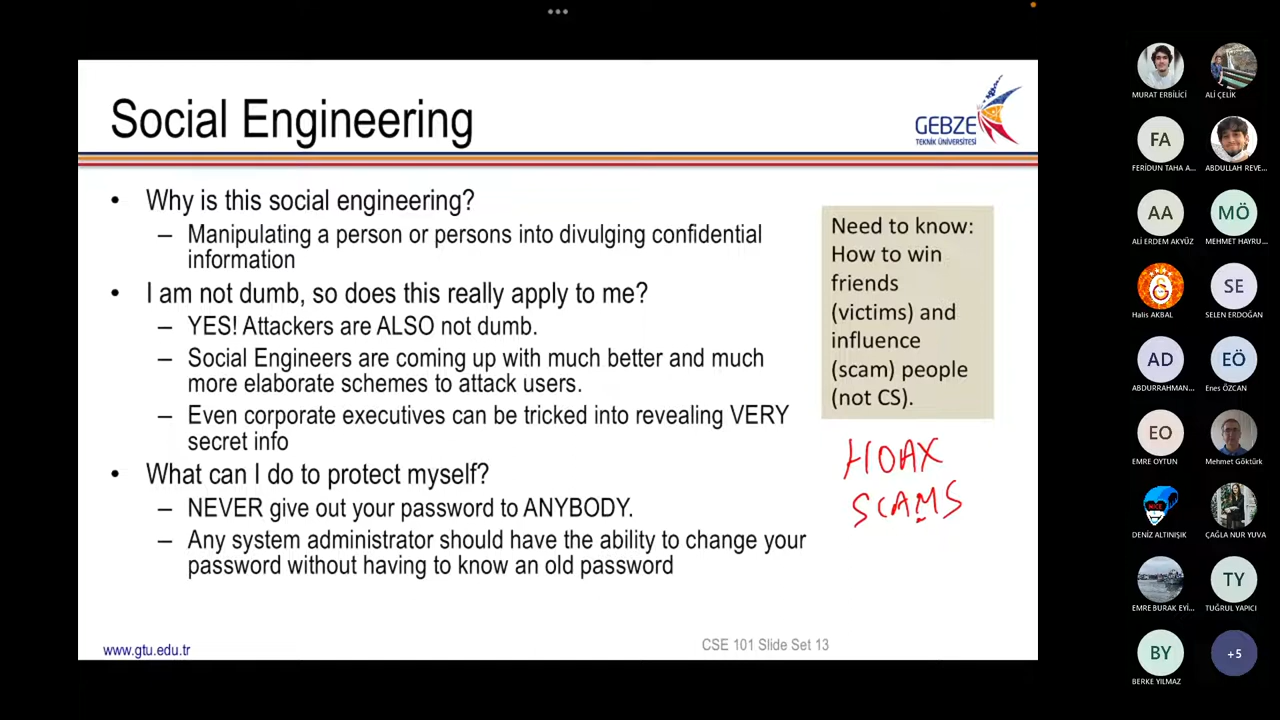 Social Engineering
GEBZE
TEKNİK ÜNİVERSİTESİ
• Why is this social engineering?
– Manipulating a person or persons into divulging confidential
information
• I am not dumb, so does this really apply to me?
– YES! Attackers are ALSO not dumb.
– Social Engineers are coming up with much better and much
more elaborate schemes to attack users.
– Even corporate executives can be tricked into revealing VERY
secret info
• What can I do to protect myself?
– NEVER give out your password to ANYBODY.
– Any system administrator should have the ability to change your
password without having to know an old password
Need to know:
How to win
friends
(victims) and
influence
(scam) people
(not CS).
HOAX
SCAMS
www.gtu.edu.tr
CSE 101 Slide Set 13
MURAT ERBİLİCİ
ALİ ÇELİK
FA
FERİDUN TAHA A...
ABDULLAH REVE...
AA
ALİ ERDEM AKYÜZ
MÖ
MEHMET HAYRU...
Halis AKBAL
SE
SELEN ERDOĞAN
AD
ABDURRAHMAN...
EÖ
Enes ÖZCAN
EO
EMRE OYTUN
Mehmet Göktürk
DENİZ ALTINIŞIK
ÇAĞLA NUR YUVA
EMRE BURAK EYİ...
TY
TUĞRUL YAPICI
BY
BERKE YILMAZ
+5